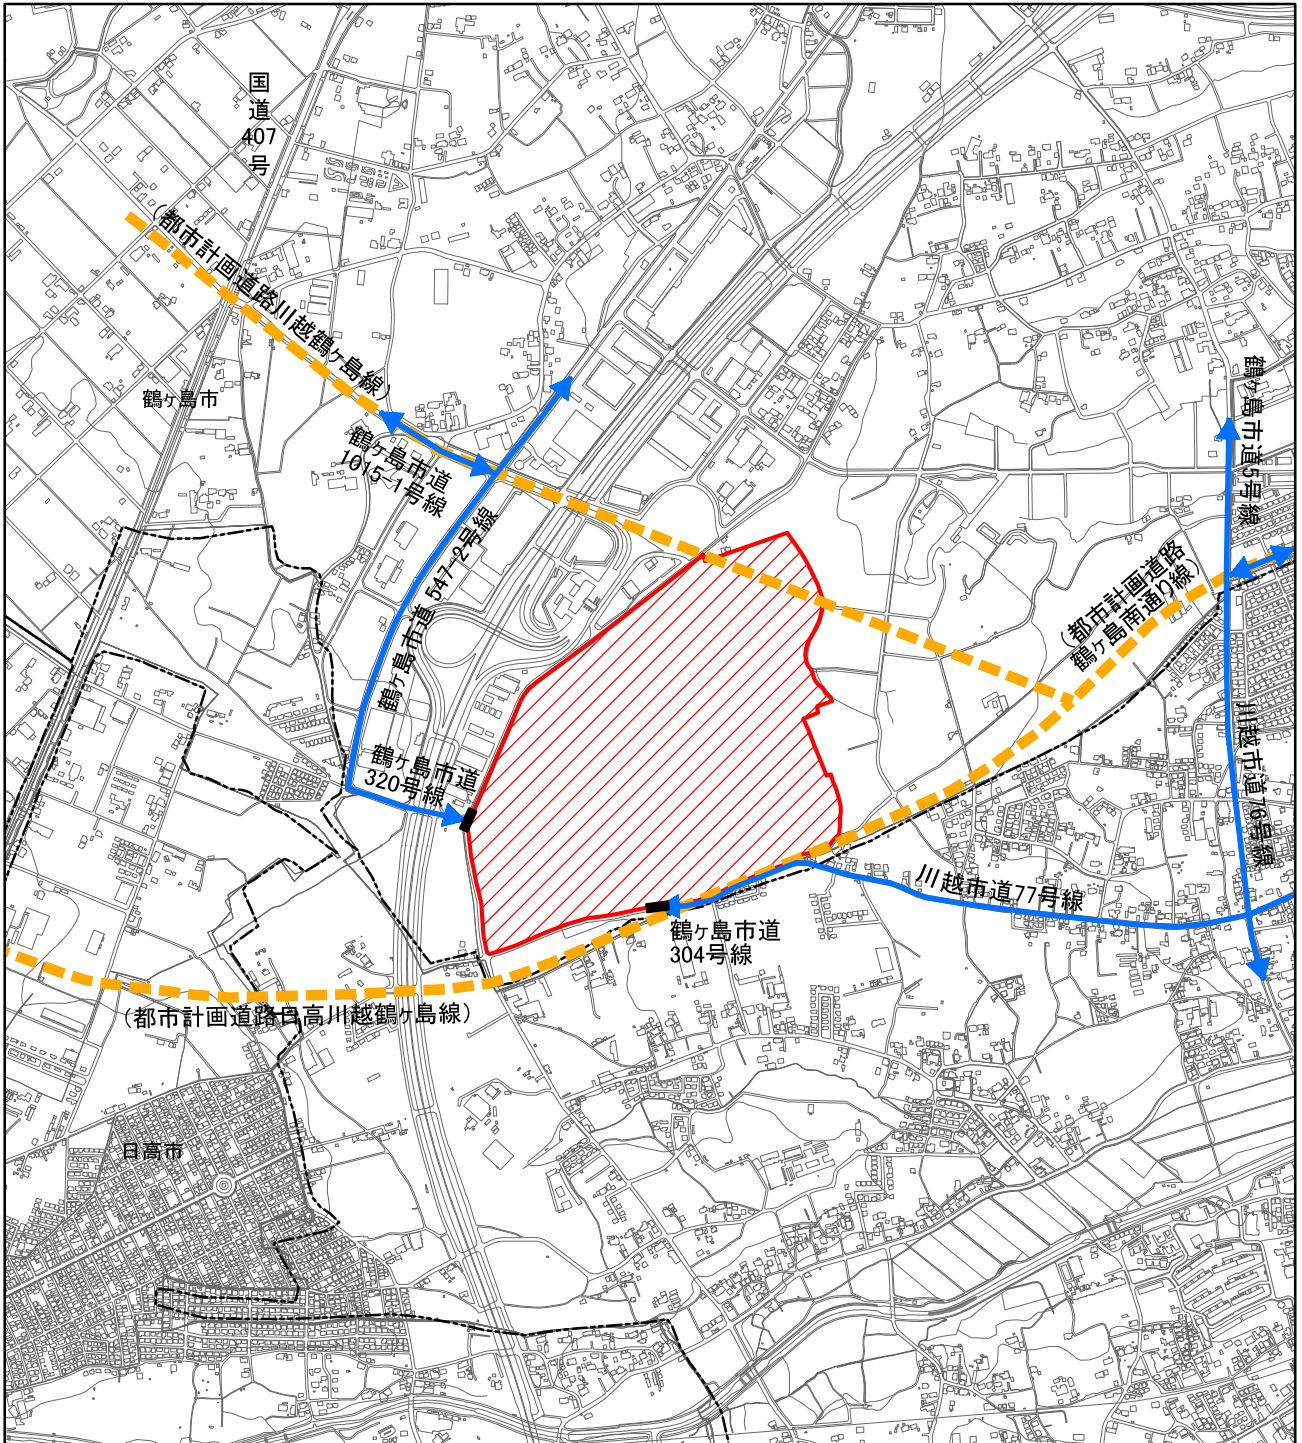 国
道
407
号
（都市計画道路川越鶴ヶ島線）
鶴ヶ島市
鶴ヶ島市道
1015-1号線
鶴ヶ島市道 547-2号線
鶴ヶ島市道5号線
（都市計画道路
鶴ヶ島南通り線）
鶴ヶ島市道
320号線
川越市道76号線
川越市道77号線
鶴ヶ島市道
304号線
（都市計画道路日高川越鶴ヶ島線）
日高市